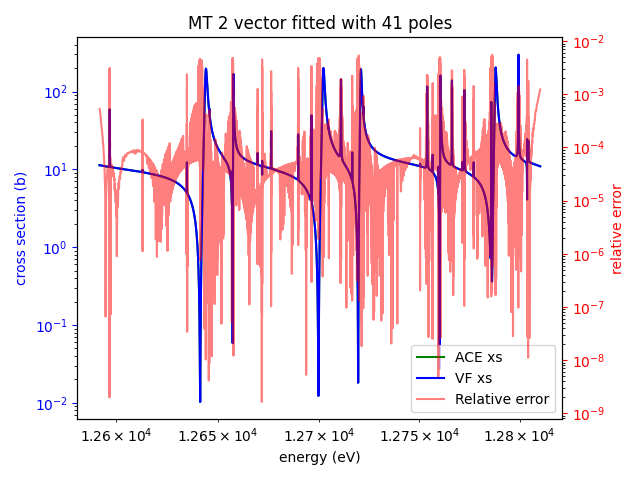 MT 2 vector fitted with 41 poles
cross section (b)
10²
10¹
10⁰
10⁻¹
10⁻²
10⁻²
10⁻³
10⁻⁴
10⁻⁵
10⁻⁶
10⁻⁷
10⁻⁸
10⁻⁹
relative error
ACE xs
VF xs
Relative error
1.26 × 10⁴ 1.265 × 10⁴ 1.27 × 10⁴ 1.275 × 10⁴ 1.28 × 10⁴
energy (eV)